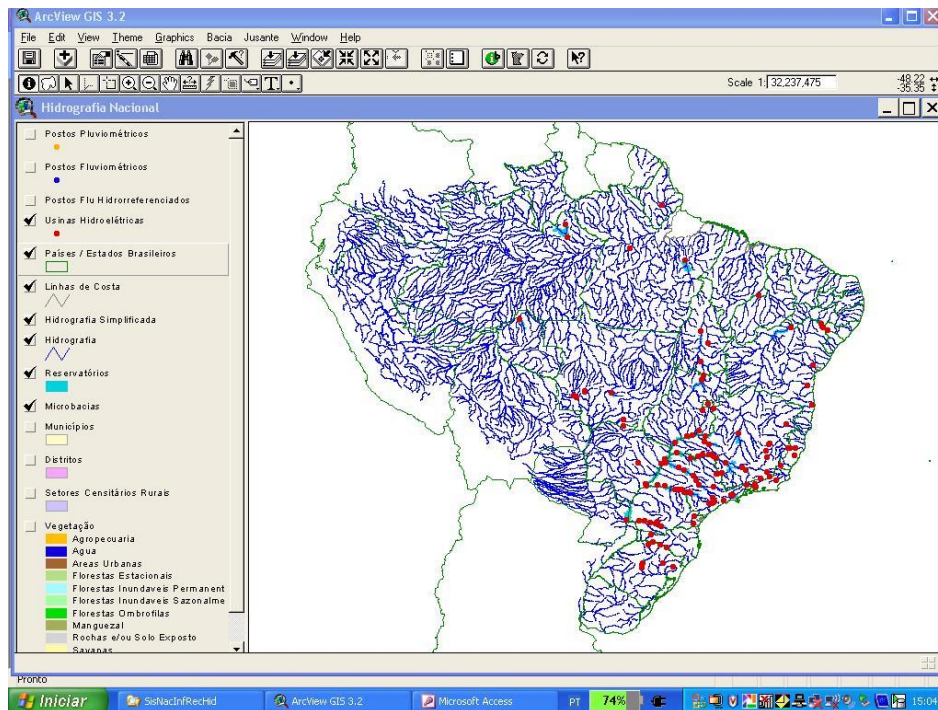 ArcView GIS 3.2
File Edit View Theme Graphics Bacia Jusante Window Help
Scale 1: 32,237,475
-48.22
-35.35
Hidrografia Nacional
Postos Pluviométricos
Postos Fluviométricos
Postos Flu Hidrorreferenciados
Usinas Hidroelétricas
Países / Estados Brasileiros
Linhas de Costa
Hidrografia Simplificada
Hidrografia
Reservatórios
Microbacias
Municípios
Distritos
Setores Censitários Rurais
Vegetação
Agropecuaria
Agua
Areas Urbanas
Florestas Estacionais
Florestas Inundaveis Permanent
Florestas Inundaveis Sazonalme
Florestas Ombrofilas
Manguezal
Rochas e/ou Solo Exposto
Savanas
Pronto
Iniciar SisNacInfRecHid ArcView GIS 3.2 Microsoft Access PT 74% 15:04